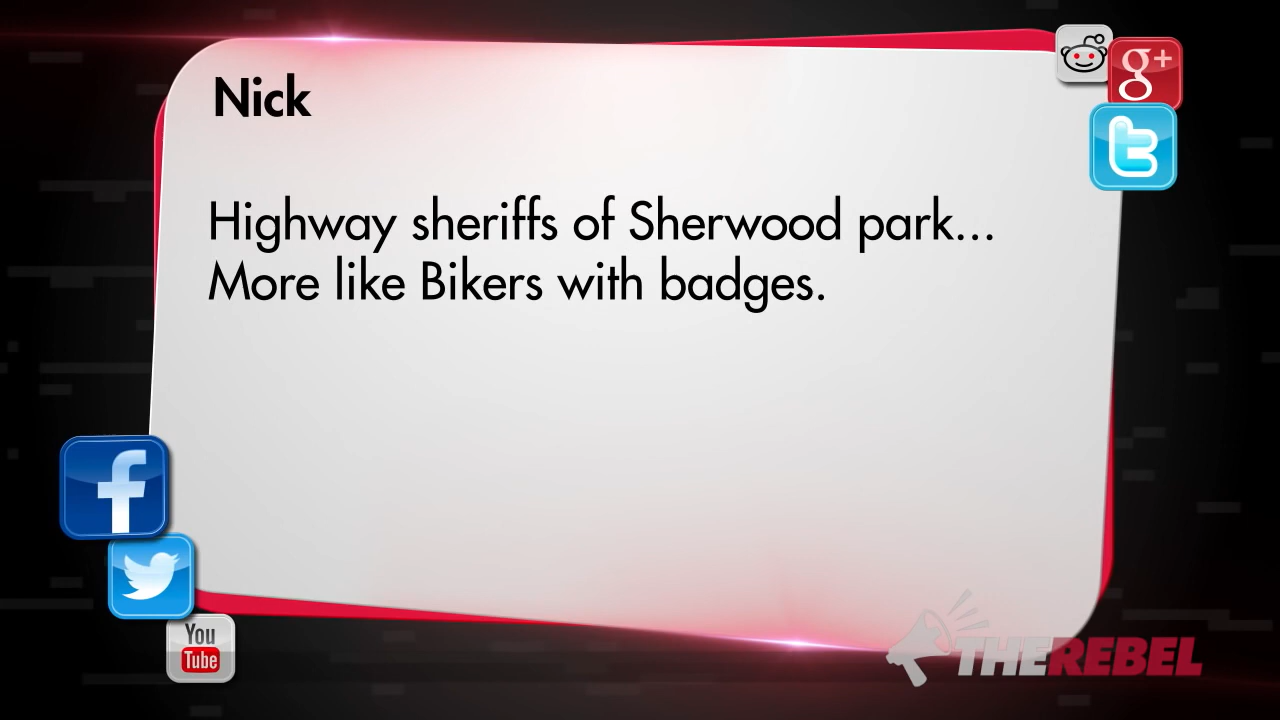 Nick
Highway sheriffs of Sherwood park...
More like Bikers with badges.
g+
t
f
You
Tube
THEREBEL